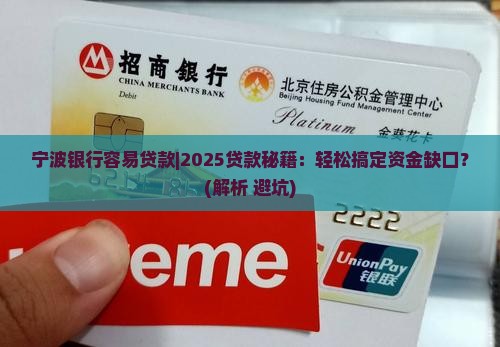 招商银行
CHINA MERCHANTS BANK
Debit
北京住房公积金管理中心
Beijing Housing Fund Management Center
金葵花卡
宁波银行容易贷款|2025贷款秘籍：轻松搞定资金缺口？
(解析 避坑)
2222
eme
UnionPay
银联